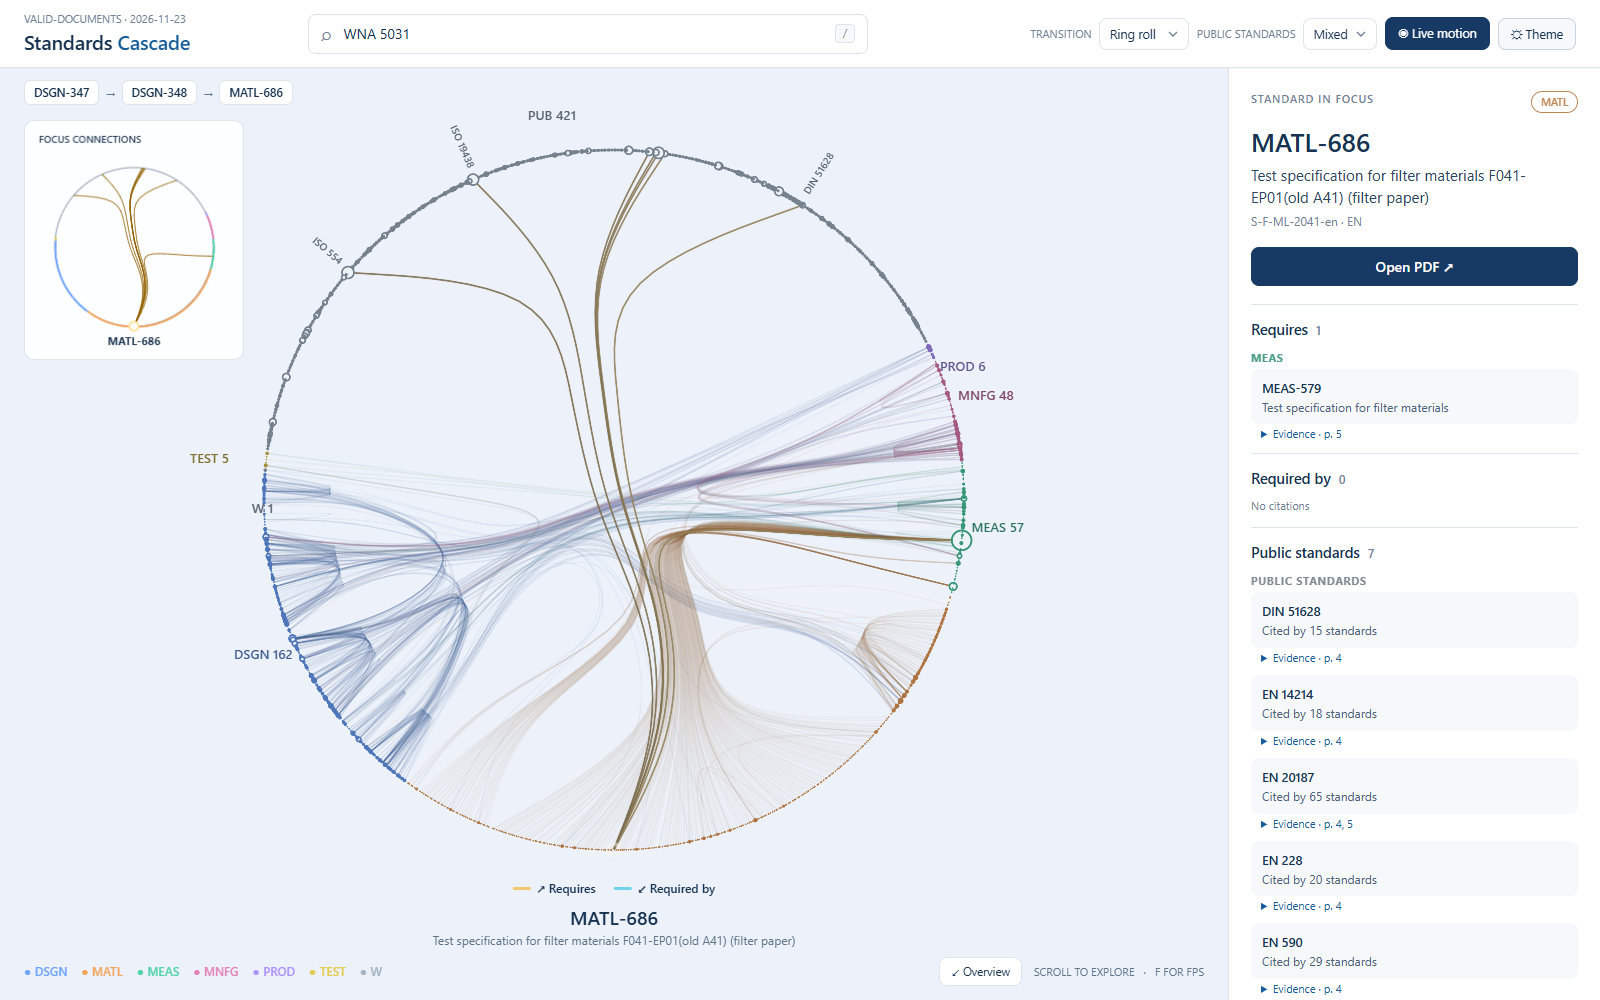 VALID-DOCUMENTS · 2026-11-23
Standards Cascade
WNA 5031
/
TRANSITION
Ring roll
PUBLIC STANDARDS
Mixed
Live motion
Theme
DSGN-347 → DSGN-348 → MATL-686
FOCUS CONNECTIONS
MATL-686
PUB 421
ISO 19438
DIN 51628
ISO 554
PROD 6
MNFG 48
TEST 5
W 1
MEAS 57
DSGN 162
↗ Requires
↙ Required by
MATL-686
Test specification for filter materials F041-EP01(old A41) (filter paper)
DSGN
MATL
MEAS
MNFG
PROD
TEST
W
↙ Overview
SCROLL TO EXPLORE · F FOR FPS
STANDARD IN FOCUS
MATL
MATL-686
Test specification for filter materials F041-
EP01(old A41) (filter paper)
S-F-ML-2041-en · EN
Open PDF ↗
Requires 1
MEAS
MEAS-579
Test specification for filter materials
▶ Evidence · p. 5
Required by 0
No citations
Public standards 7
PUBLIC STANDARDS
DIN 51628
Cited by 15 standards
▶ Evidence · p. 4
EN 14214
Cited by 18 standards
▶ Evidence · p. 4
EN 20187
Cited by 65 standards
▶ Evidence · p. 4, 5
EN 228
Cited by 20 standards
▶ Evidence · p. 4
EN 590
Cited by 29 standards
▶ Evidence · p. 4